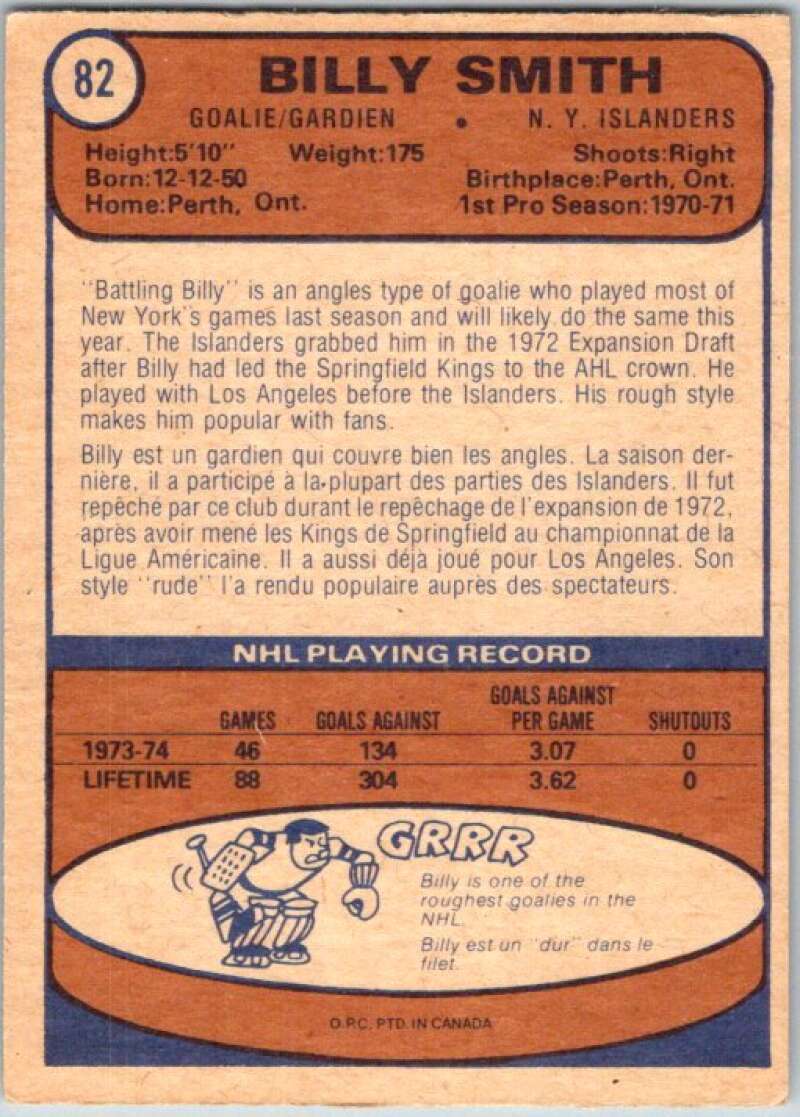 82
BILLY SMITH
GOALIE/GARDIEN • N. Y. ISLANDERS
Height:5'10" Weight:175 Shoots:Right
Born:12-12-50 Birthplace:Perth, Ont.
Home:Perth, Ont. 1st Pro Season:1970-71
"Battling Billy" is an angles type of goalie who played most of
New York's games last season and will likely do the same this
year. The Islanders grabbed him in the 1972 Expansion Draft
after Billy had led the Springfield Kings to the AHL crown. He
played with Los Angeles before the Islanders. His rough style
makes him popular with fans.
Billy est un gardien qui couvre bien les angles. La saison der-
nière, il a participé à la plupart des parties des Islanders. Il fut
repêché par ce club durant le repêchage de l'expansion de 1972,
après avoir mené les Kings de Springfield au championnat de la
Ligue Américaine. Il a aussi déja joué pour Los Angeles. Son
style "rude" l'a rendu populaire auprès des spectateurs.
NHL PLAYING RECORD
GAMES GOALS AGAINST GOALS AGAINST PER GAME SHUTOUTS
1973-74 46 134 3.07 0
LIFETIME 88 304 3.62 0
GRRR
Billy is one of the
roughest goalies in the
NHL.
Billy est un "dur" dans le
filet.
O.P.C. PTD. IN CANADA